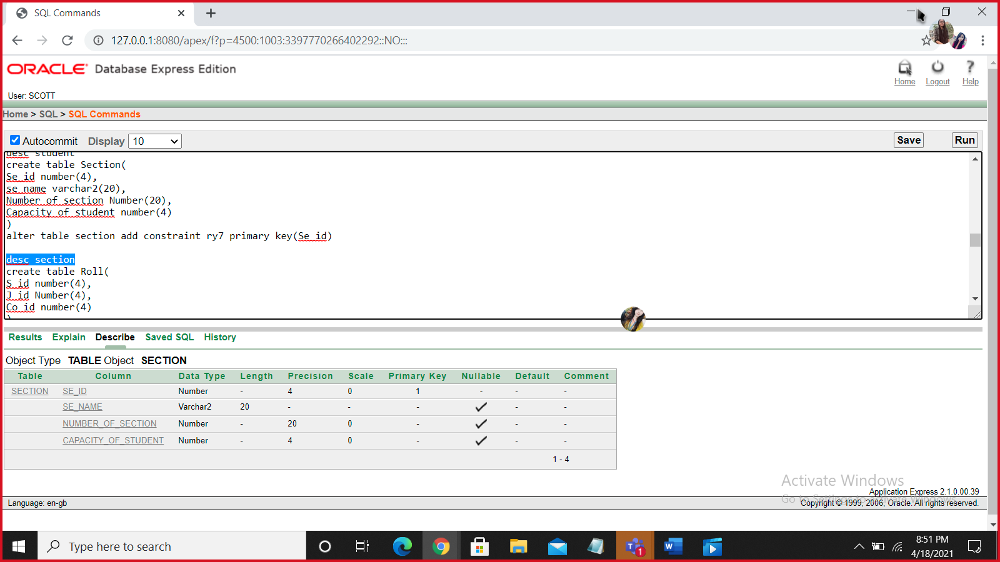 SQL Commands
127.0.0.1:8080/apex/f?p=4500:1003:3397770266402292::NO:::
ORACLE Database Express Edition
Home Logout Help
User: SCOTT
Home > SQL > SQL Commands
Autocommit Display 10 Save Run
desc student
create table Section(
Se_id number(4),
se_name varchar2(20),
Number_of_section Number(20),
Capacity_of_student number(4)
)
alter table section add constraint ry7 primary key(Se_id)
desc section
create table Roll(
S_id number(4),
J_id Number(4),
Co_id number(4)
)
Results Explain Describe Saved SQL History
Object Type TABLE Object SECTION
Table Column Data Type Length Precision Scale Primary Key Nullable Default Comment
SECTION SE_ID Number - 4 0 1 - - -
SE_NAME Varchar2 20 - - - - -
NUMBER_OF_SECTION Number - 20 0 - - -
CAPACITY_OF_STUDENT Number - 4 0 - - -
1 - 4
Activate Windows
Go to Settings to activate Windows.
Application Express 2.1.0.00.39
Language: en-gb Copyright © 1999, 2006, Oracle. All rights reserved.
Type here to search
T 1
W
8:51 PM
4/18/2021